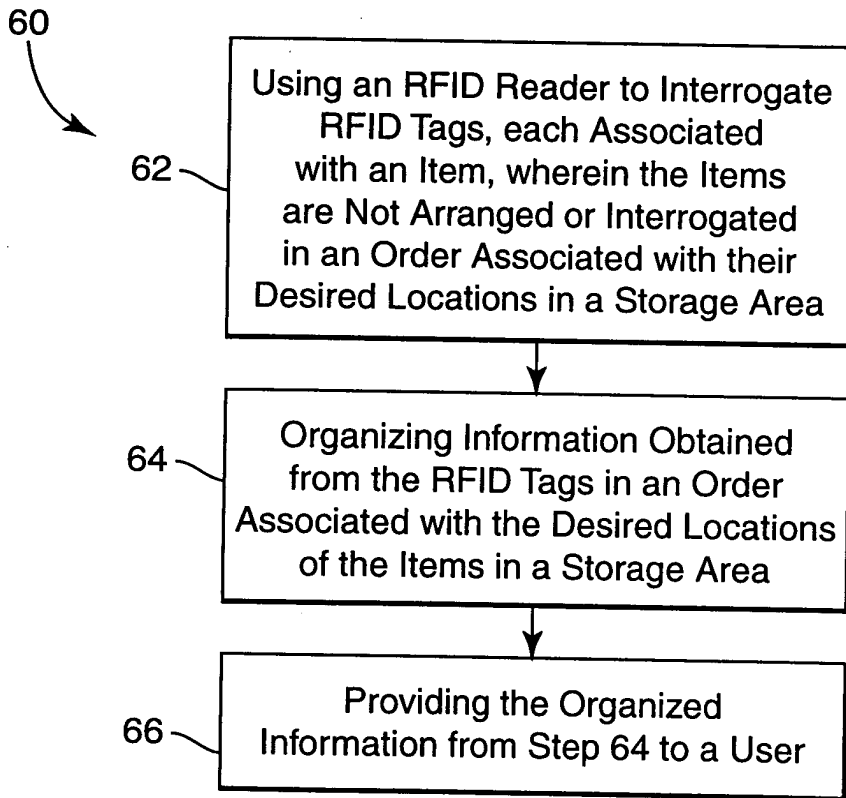 60
62
Using an RFID Reader to Interrogate
RFID Tags, each Associated
with an Item, wherein the Items
are Not Arranged or Interrogated
in an Order Associated with their
Desired Locations in a Storage Area
64
Organizing Information Obtained
from the RFID Tags in an Order
Associated with the Desired Locations
of the Items in a Storage Area
66
Providing the Organized
Information from Step 64 to a User